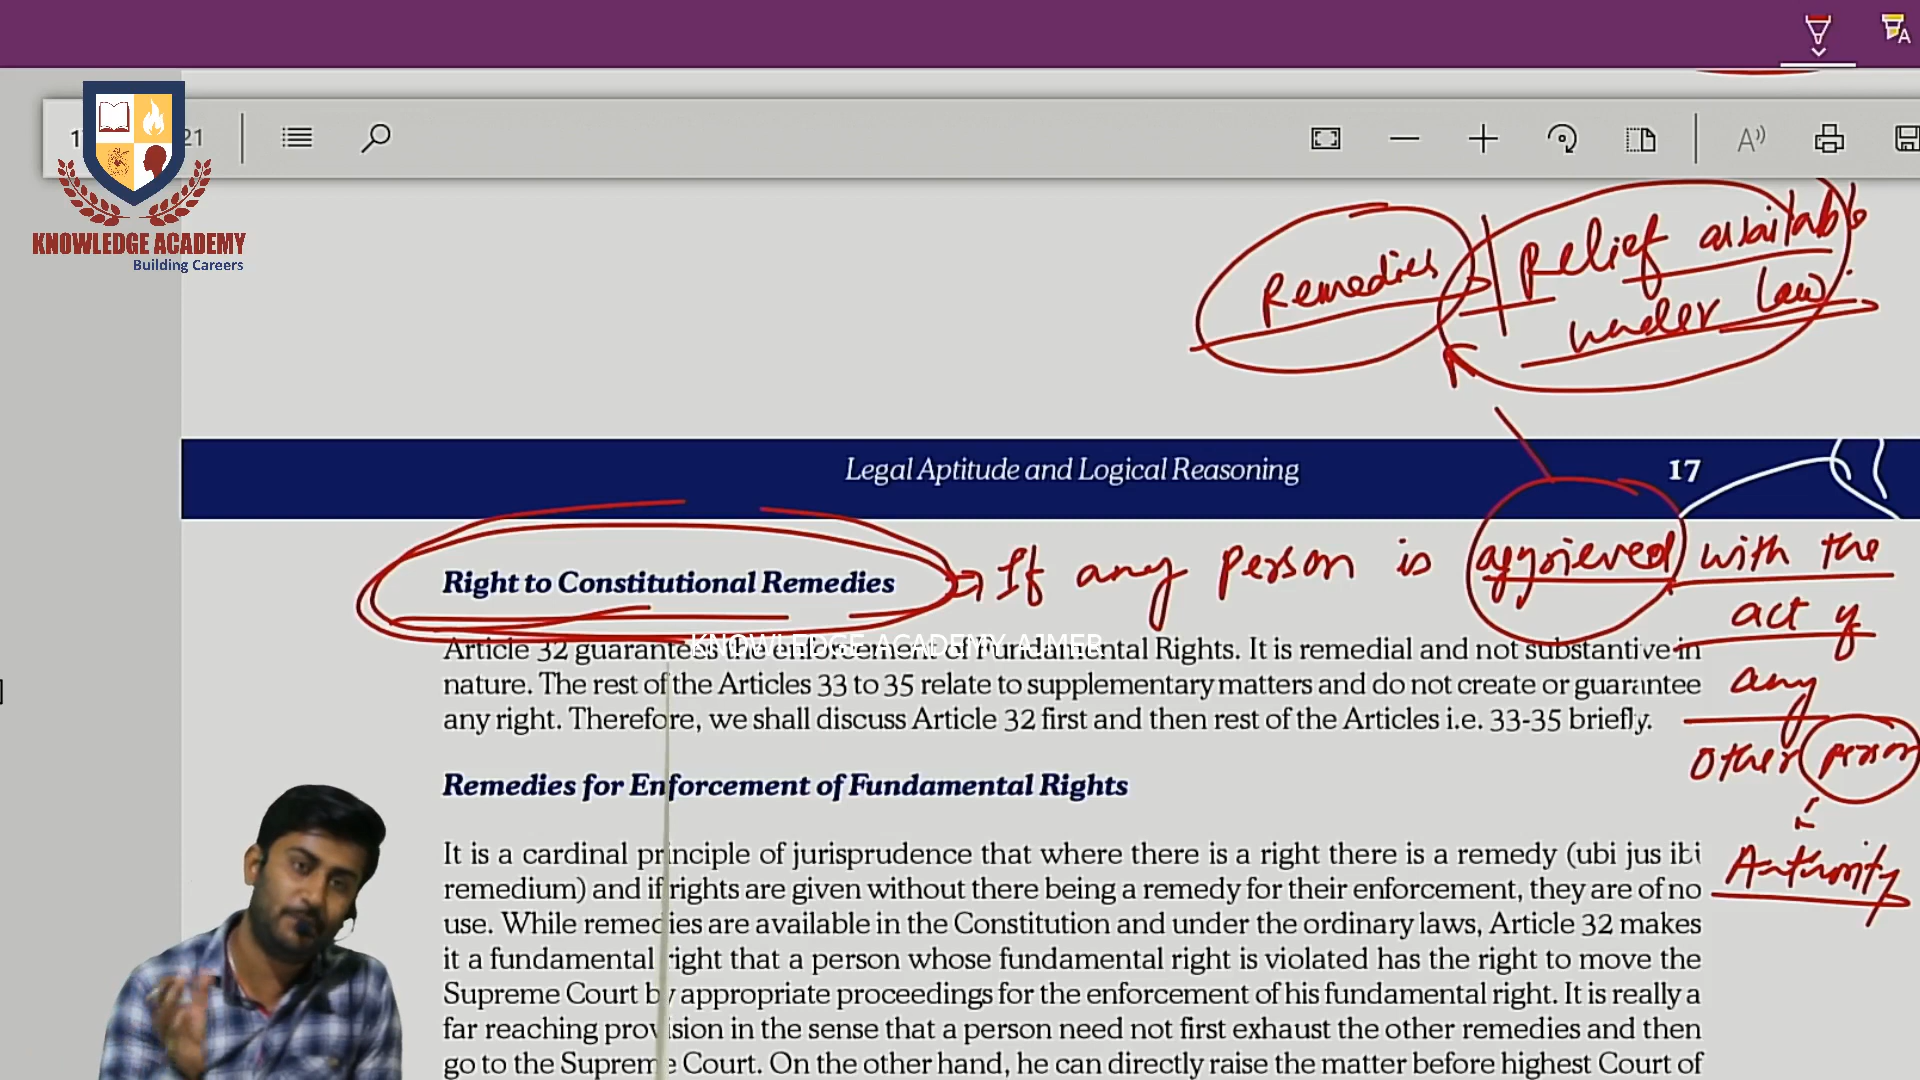 KNOWLEDGE ACADEMY
Building Careers
21
A
Remedies
Relief available
under law.
Legal Aptitude and Logical Reasoning
17
Right to Constitutional Remedies
If any person is aggrieved with the
act of
any
other person
Authority
KNOWLEDGE ACADEMY AJMER
Article 32 guarantees the enforcement of Fundamental Rights. It is remedial and not substantive in
nature. The rest of the Articles 33 to 35 relate to supplementary matters and do not create or guarantee
any right. Therefore, we shall discuss Article 32 first and then rest of the Articles i.e. 33-35 briefly.
Remedies for Enforcement of Fundamental Rights
It is a cardinal principle of jurisprudence that where there is a right there is a remedy (ubi jus ibi
remedium) and if rights are given without there being a remedy for their enforcement, they are of no
use. While remedies are available in the Constitution and under the ordinary laws, Article 32 makes
it a fundamental right that a person whose fundamental right is violated has the right to move the
Supreme Court by appropriate proceedings for the enforcement of his fundamental right. It is really a
far reaching provision in the sense that a person need not first exhaust the other remedies and then
go to the Supreme Court. On the other hand, he can directly raise the matter before highest Court of